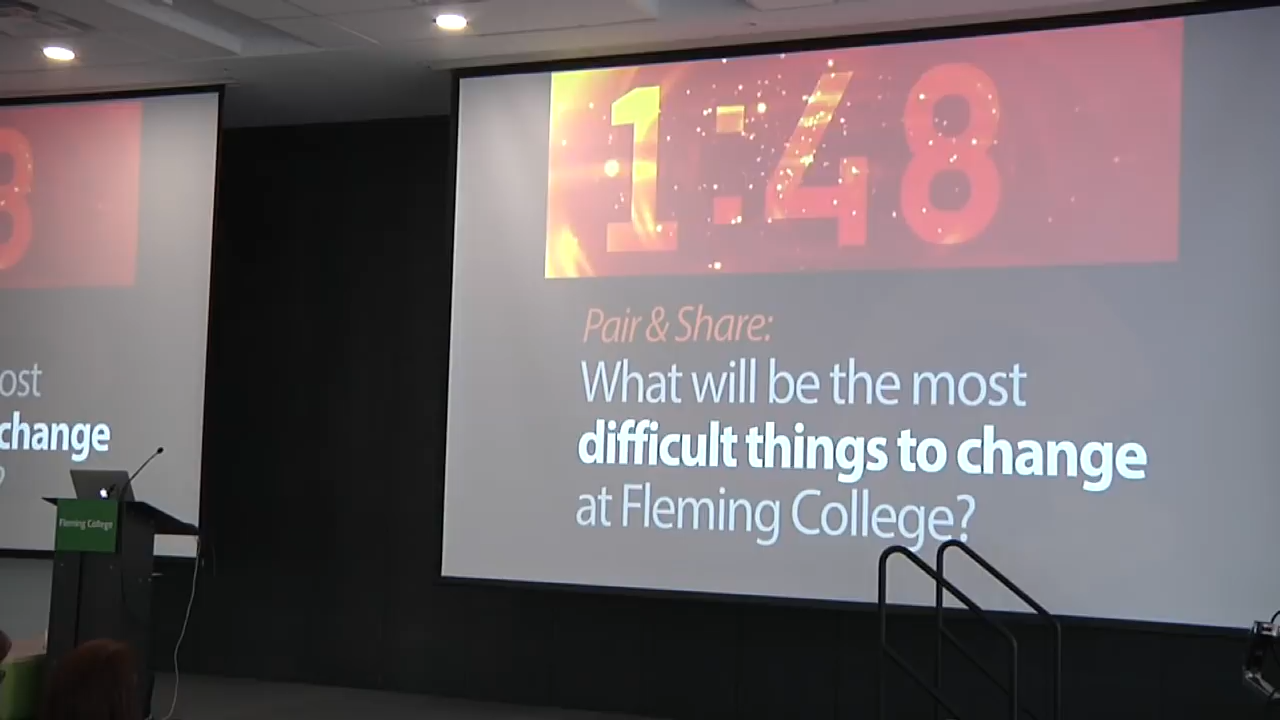 8
1:48
Pair & Share:
What will be the most
difficult things to change
at Fleming College?
ost
change
?
Fleming College